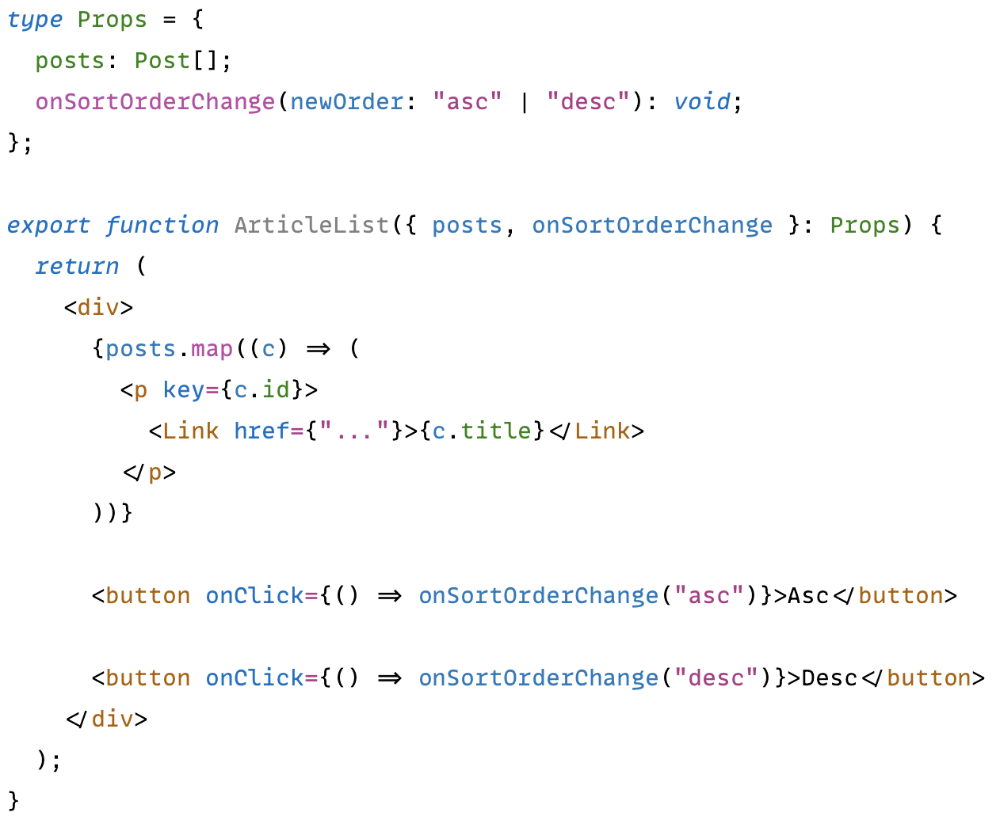 type Props = {
  posts: Post[];
  onSortOrderChange(newOrder: "asc" | "desc"): void;
};

export function ArticleList({ posts, onSortOrderChange }: Props) {
  return (
    <div>
      {posts.map((c) => (
        <p key={c.id}>
          <Link href={"..."}>{c.title}</Link>
        </p>
      ))}

      <button onClick={() => onSortOrderChange("asc")}>Asc</button>

      <button onClick={() => onSortOrderChange("desc")}>Desc</button>
    </div>
  );
}